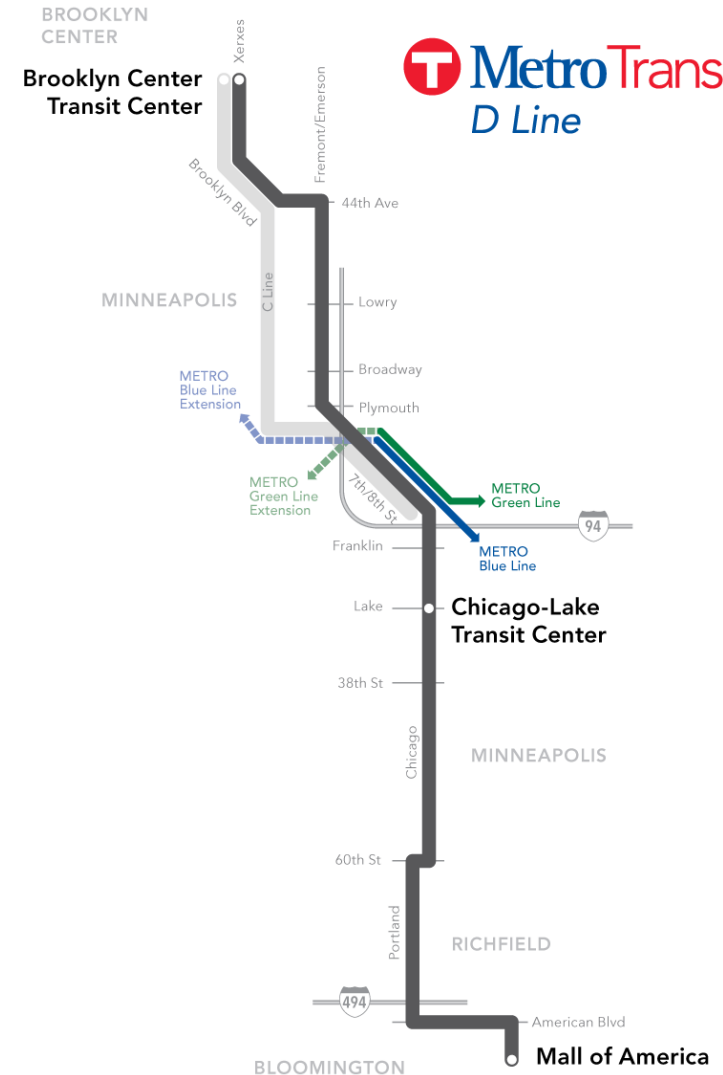 BROOKLYN
CENTER
Xerxes
Brooklyn Center
Transit Center
T MetroTrans
D Line
Fremont/Emerson
Brooklyn Blvd
44th Ave
C Line
MINNEAPOLIS
Lowry
Broadway
METRO
Blue Line
Extension
Plymouth
METRO
Green Line
Extension
7th/8th St
METRO
Green Line
94
METRO
Blue Line
Franklin
Lake
Chicago-Lake
Transit Center
38th St
Chicago
MINNEAPOLIS
60th St
Portland
RICHFIELD
494
American Blvd
Mall of America
BLOOMINGTON